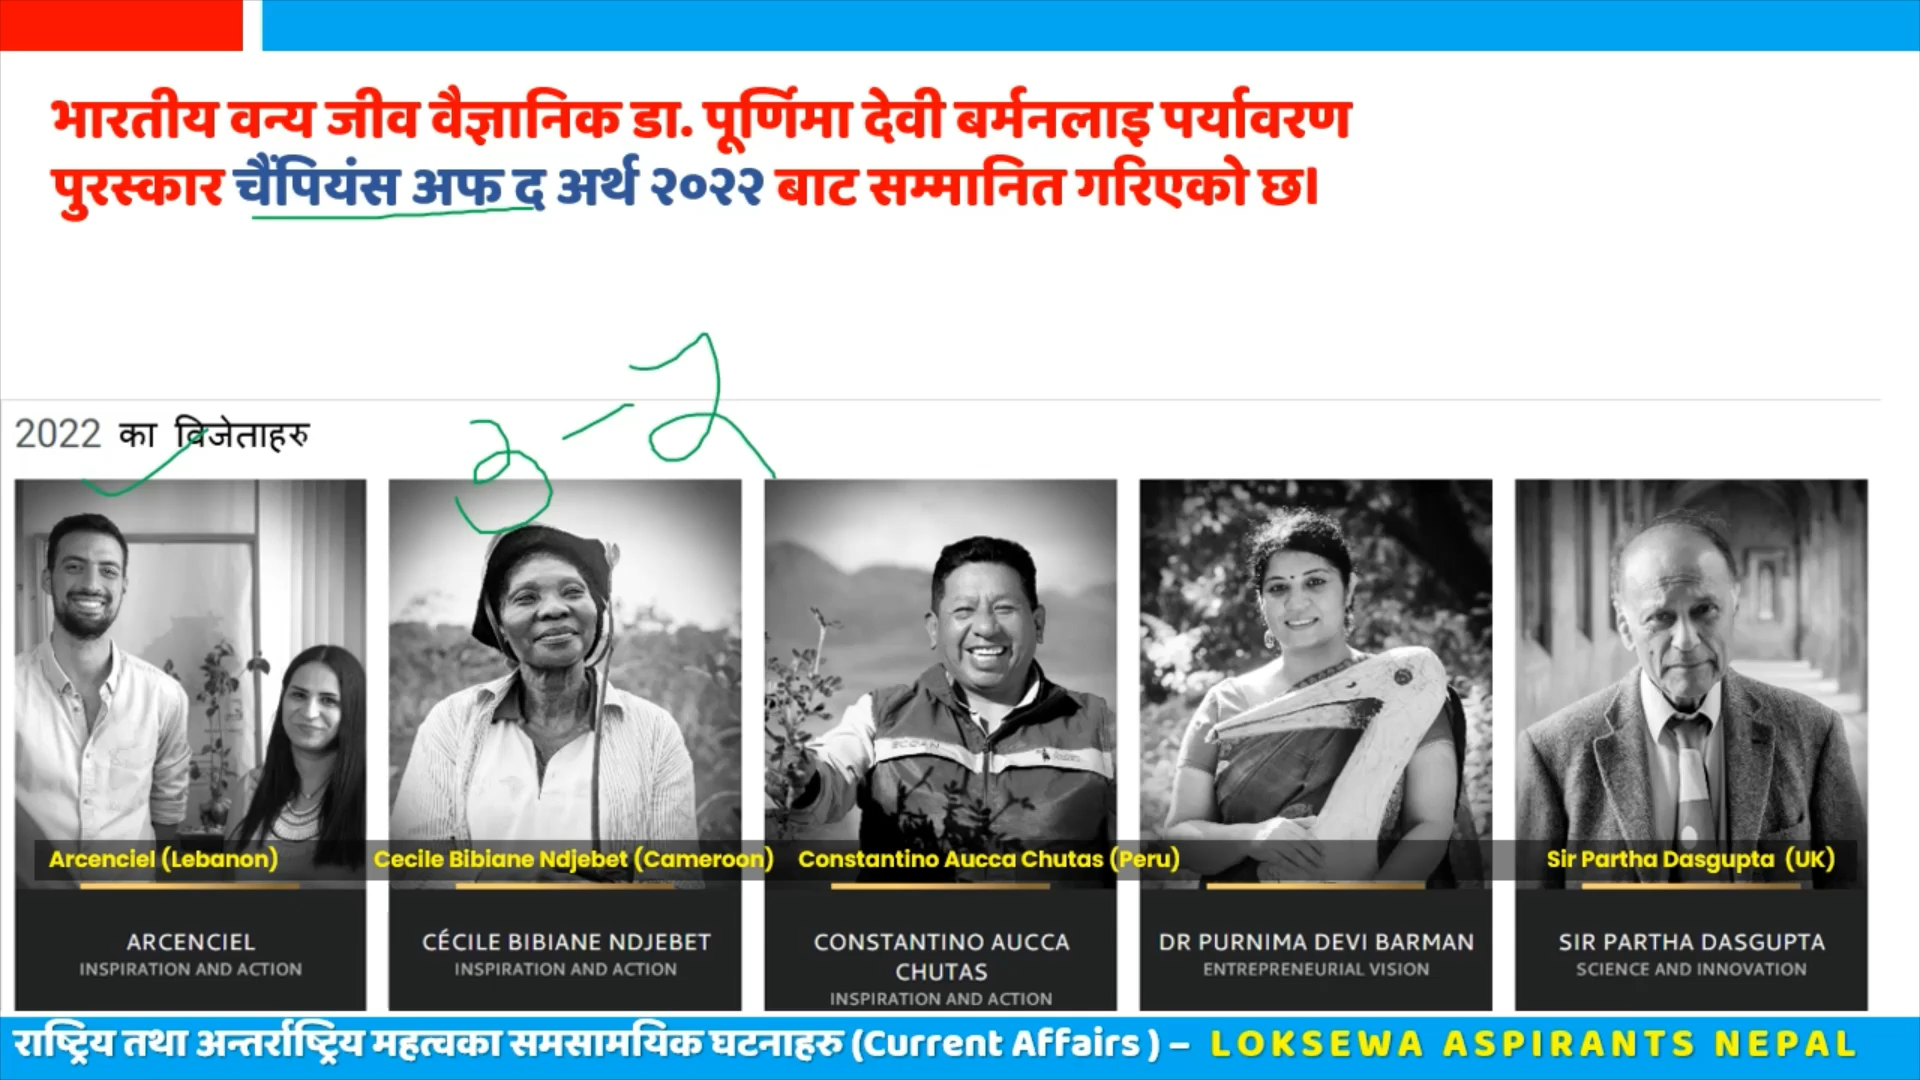 भारतीय वन्य जीव वैज्ञानिक डा. पूर्णिमा देवी बर्मनलाइ पर्यावरण
पुरस्कार चैंपियंस अफ द अर्थ २०२२ बाट सम्मानित गरिएको छ।
2022 का विजेताहरु
Arcenciel (Lebanon)
Cecile Bibiane Ndjebet (Cameroon)
Constantino Aucca Chutas (Peru)
Sir Partha Dasgupta (UK)
ARCENCIEL
INSPIRATION AND ACTION
CÉCILE BIBIANE NDJEBET
INSPIRATION AND ACTION
CONSTANTINO AUCCA
CHUTAS
INSPIRATION AND ACTION
DR PURNIMA DEVI BARMAN
ENTREPRENEURIAL VISION
SIR PARTHA DASGUPTA
SCIENCE AND INNOVATION
राष्ट्रिय तथा अन्तर्राष्ट्रिय महत्वका समसामयिक घटनाहरु (Current Affairs ) – LOKSEWA ASPIRANTS NEPAL